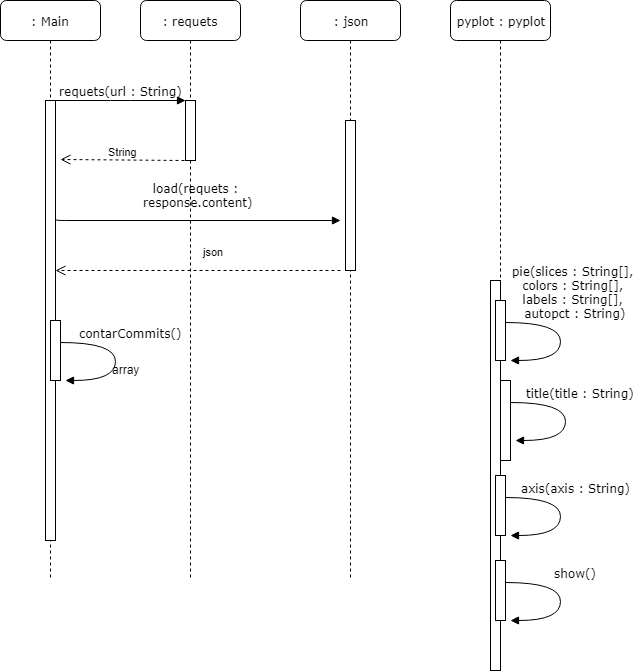 : Main
: requets
: json
pyplot : pyplot
requets(url : String)
String
load(requets :
response.content)
json
pie(slices : String[],
colors : String[],
labels : String[],
autopct : String)
contarCommits()
array
title(title : String)
axis(axis : String)
show()